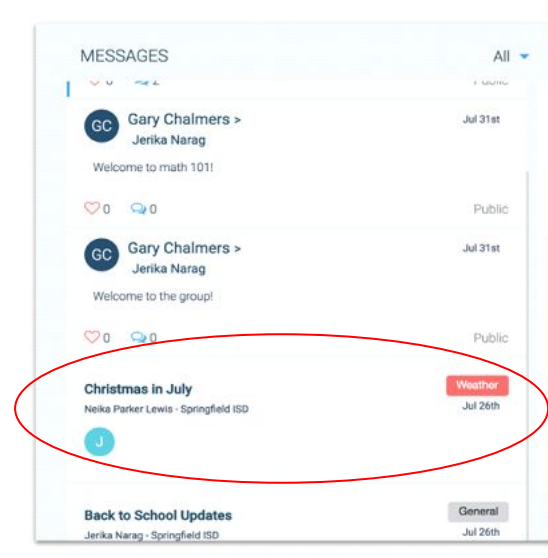 MESSAGES All
GC Gary Chalmers > Jul 31st
Jerika Narag
Welcome to math 101!
0 0 Public
GC Gary Chalmers > Jul 31st
Jerika Narag
Welcome to the group!
0 0 Public
Christmas in July Weather
Neika Parker Lewis - Springfield ISD Jul 26th
J
Back to School Updates General
Jerika Narag - Springfield ISD Jul 26th